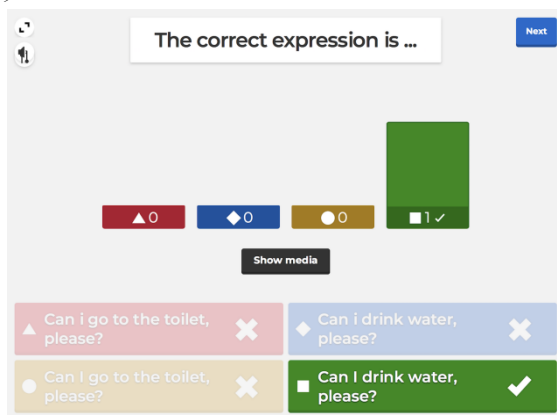 The correct expression is ...
Next
0
0
0
1
Show media
Can i go to the toilet,
please?
Can i drink water,
please?
Can I go to the toilet,
please?
Can I drink water,
please?